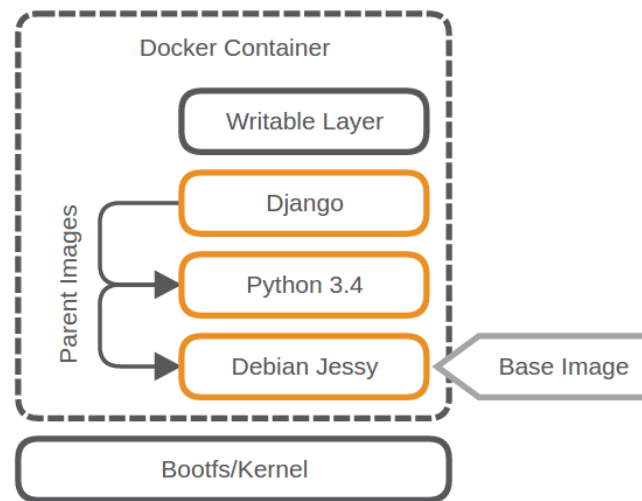 Docker Container
Writable Layer
Django
Parent Images
Python 3.4
Debian Jessy
Base Image
Bootfs/Kernel